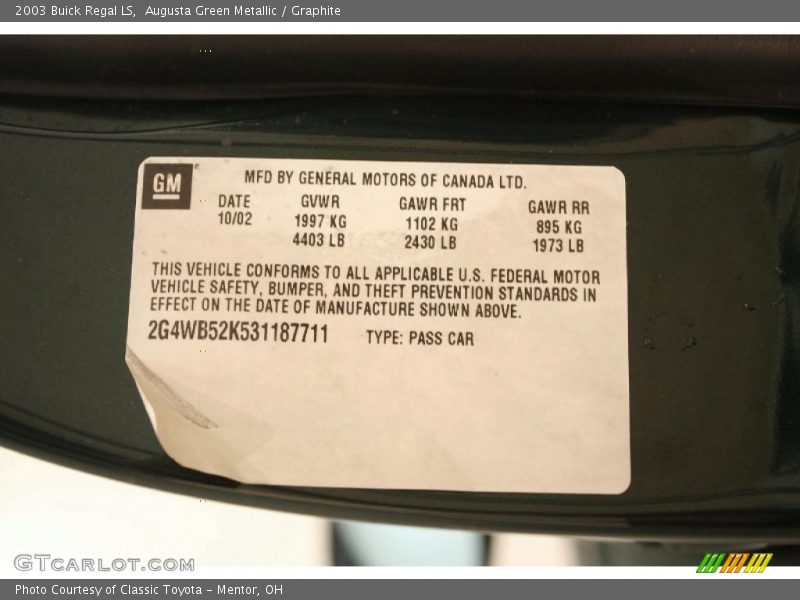 2003 Buick Regal LS, Augusta Green Metallic / Graphite
GM
MFD BY GENERAL MOTORS OF CANADA LTD.
DATE GVWR GAWR FRT GAWR RR
10/02 1997 KG 1102 KG 895 KG
4403 LB 2430 LB 1973 LB
THIS VEHICLE CONFORMS TO ALL APPLICABLE U.S. FEDERAL MOTOR
VEHICLE SAFETY, BUMPER, AND THEFT PREVENTION STANDARDS IN
EFFECT ON THE DATE OF MANUFACTURE SHOWN ABOVE.
2G4WB52K531187711 TYPE: PASS CAR
GTCARLOT.COM
Photo Courtesy of Classic Toyota - Mentor, OH